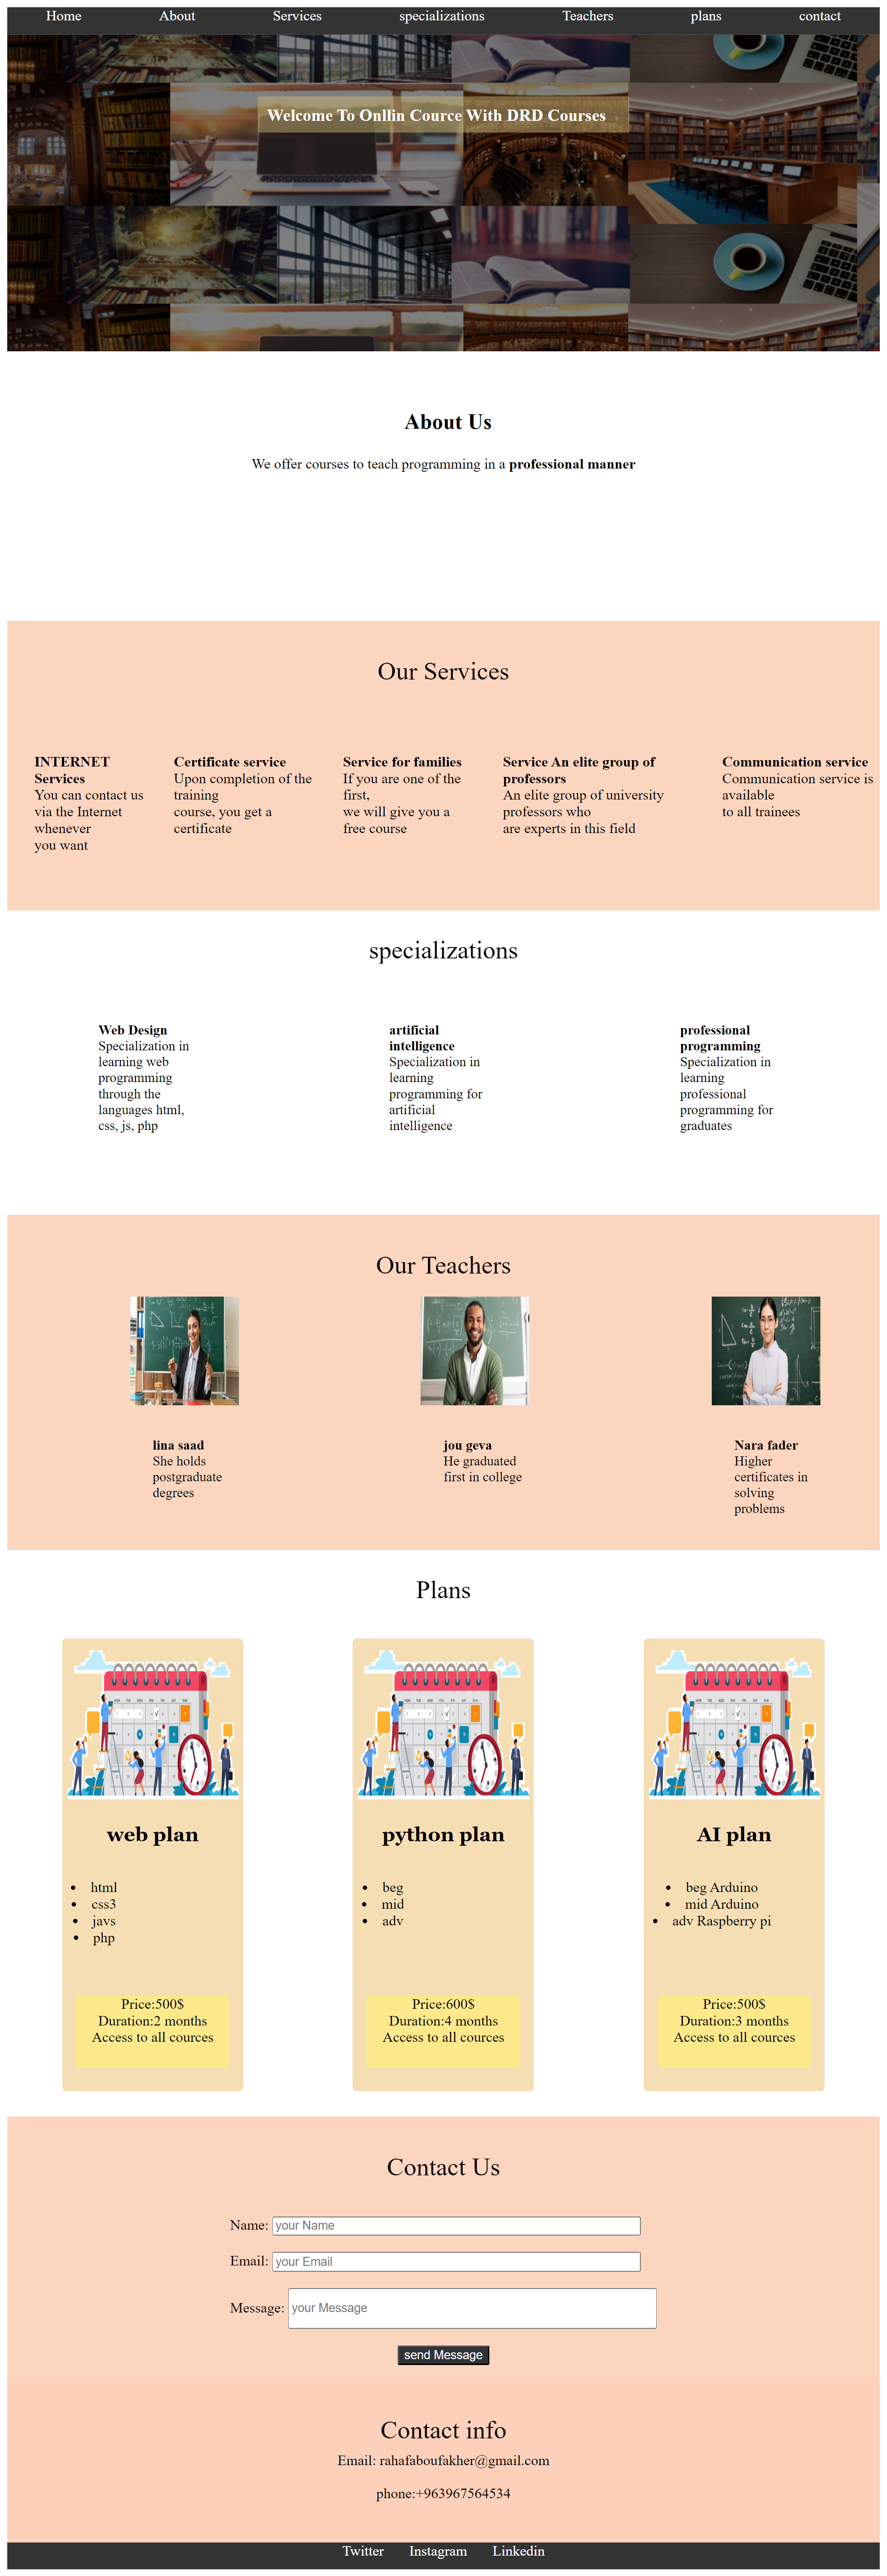 Home About Services specializations Teachers plans contact
Welcome To Onllin Cource With DRD Courses
About Us
We offer courses to teach programming in a professional manner
Our Services
INTERNET
Services
You can contact us
via the Internet
whenever
you want
Certificate service
Upon completion of the
training
course, you get a
certificate
Service for families
If you are one of the
first,
we will give you a
free course
Service An elite group of
professors
An elite group of university
professors who
are experts in this field
Communication service
Communication service is
available
to all trainees
specializations
Web Design
Specialization in
learning web
programming
through the
languages html,
css, js, php
artificial
intelligence
Specialization in
learning
programming for
artificial
intelligence
professional
programming
Specialization in
learning
professional
programming for
graduates
Our Teachers
lina saad
She holds
postgraduate
degrees
jou geva
He graduated
first in college
Nara fader
Higher
certificates in
solving
problems
Plans
web plan
• html
• css3
• javs
• php
Price:500$
Duration:2 months
Access to all cources
python plan
• beg
• mid
• adv
Price:600$
Duration:4 months
Access to all cources
AI plan
• beg Arduino
• mid Arduino
• adv Raspberry pi
Price:500$
Duration:3 months
Access to all cources
Contact Us
Name: your Name
Email: your Email
Message: your Message
send Message
Contact info
Email: rahafaboufakher@gmail.com
phone:+963967564534
Twitter Instagram Linkedin